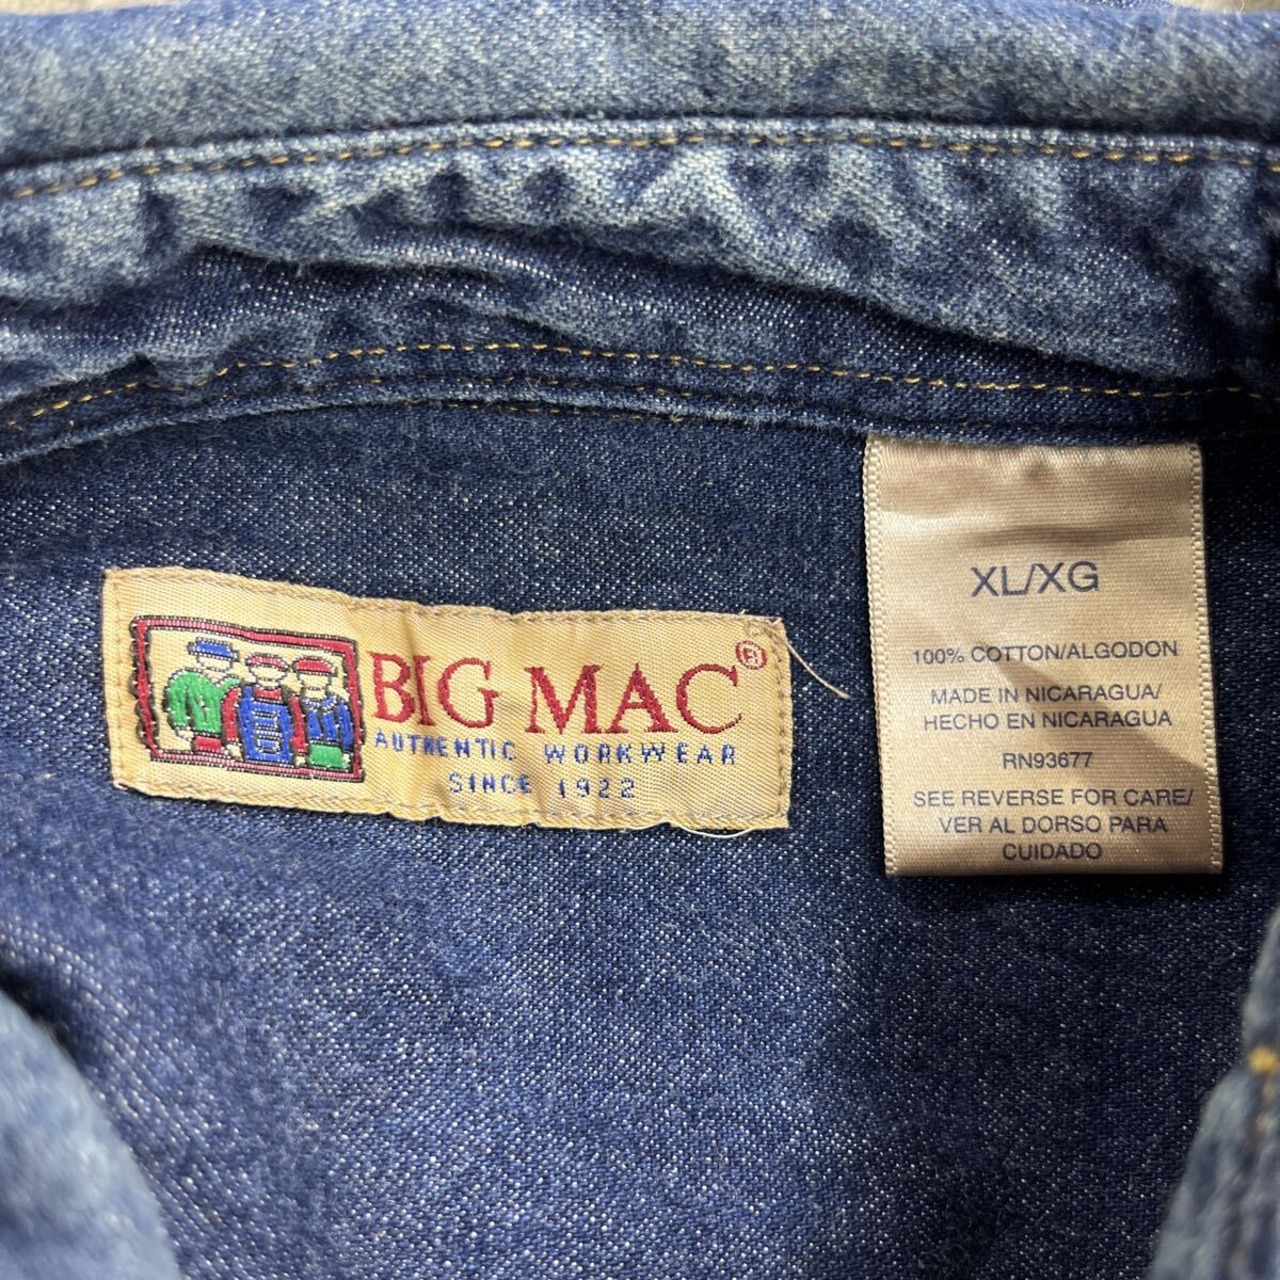 BIG MAC®
AUTHENTIC WORKWEAR
SINCE 1922
XL/XG
100% COTTON/ALGODON
MADE IN NICARAGUA/
HECHO EN NICARAGUA
RN93677
SEE REVERSE FOR CARE/
VER AL DORSO PARA
CUIDADO